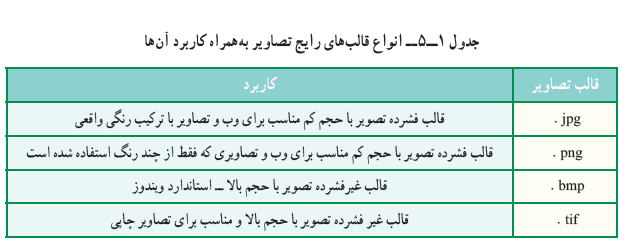 جدول ۱ــ۵ــ انواع قالب‌های رایج تصاویر به‌همراه کاربرد آن‌ها
قالب تصاویر	کاربرد
.jpg	قالب فشرده تصویر با حجم کم مناسب برای وب و تصاویر با ترکیب رنگی واقعی
.png	قالب فشرده تصویر با حجم کم مناسب برای وب و تصاویری که فقط از چند رنگ استفاده شده است
.bmp	قالب غیرفشرده تصویر با حجم بالا ــ استاندارد ویندوز
.tif	قالب غیر فشرده تصویر با حجم بالا و مناسب برای تصاویر چاپی